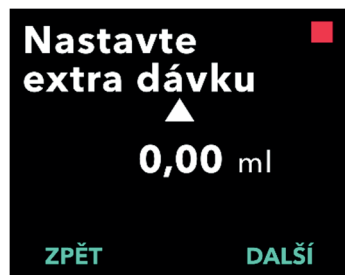 Nastavte
extra dávku
0,00 ml
ZPĚT DALŠÍ